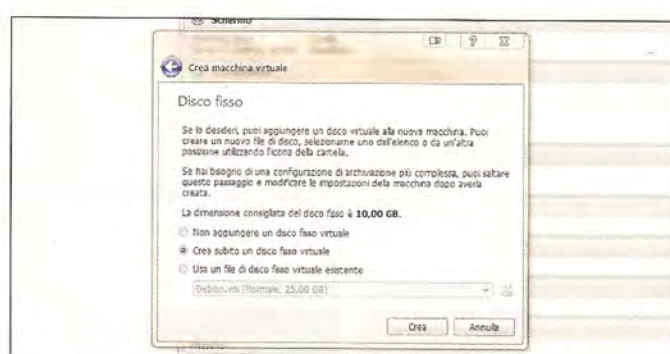 Schermo
Crea macchina virtuale
Disco fisso
Se lo desideri, puoi aggiungere un disco virtuale alla nuova macchina. Puoi
creare un nuovo file di disco, selezionarne uno dall'elenco o da un'altra
posizione utilizzando l'icona della cartella.
Se hai bisogno di una configurazione di archiviazione più complessa, puoi saltare
questo passaggio e modificare le impostazioni della macchina dopo averla
creata.
La dimensione consigliata del disco fisso è 10,00 GB.
Non aggiungere un disco fisso virtuale
Crea subito un disco fisso virtuale
Usa un file di disco fisso virtuale esistente
Debian.vdi (Normale, 25,00 GB)
Crea Annulla